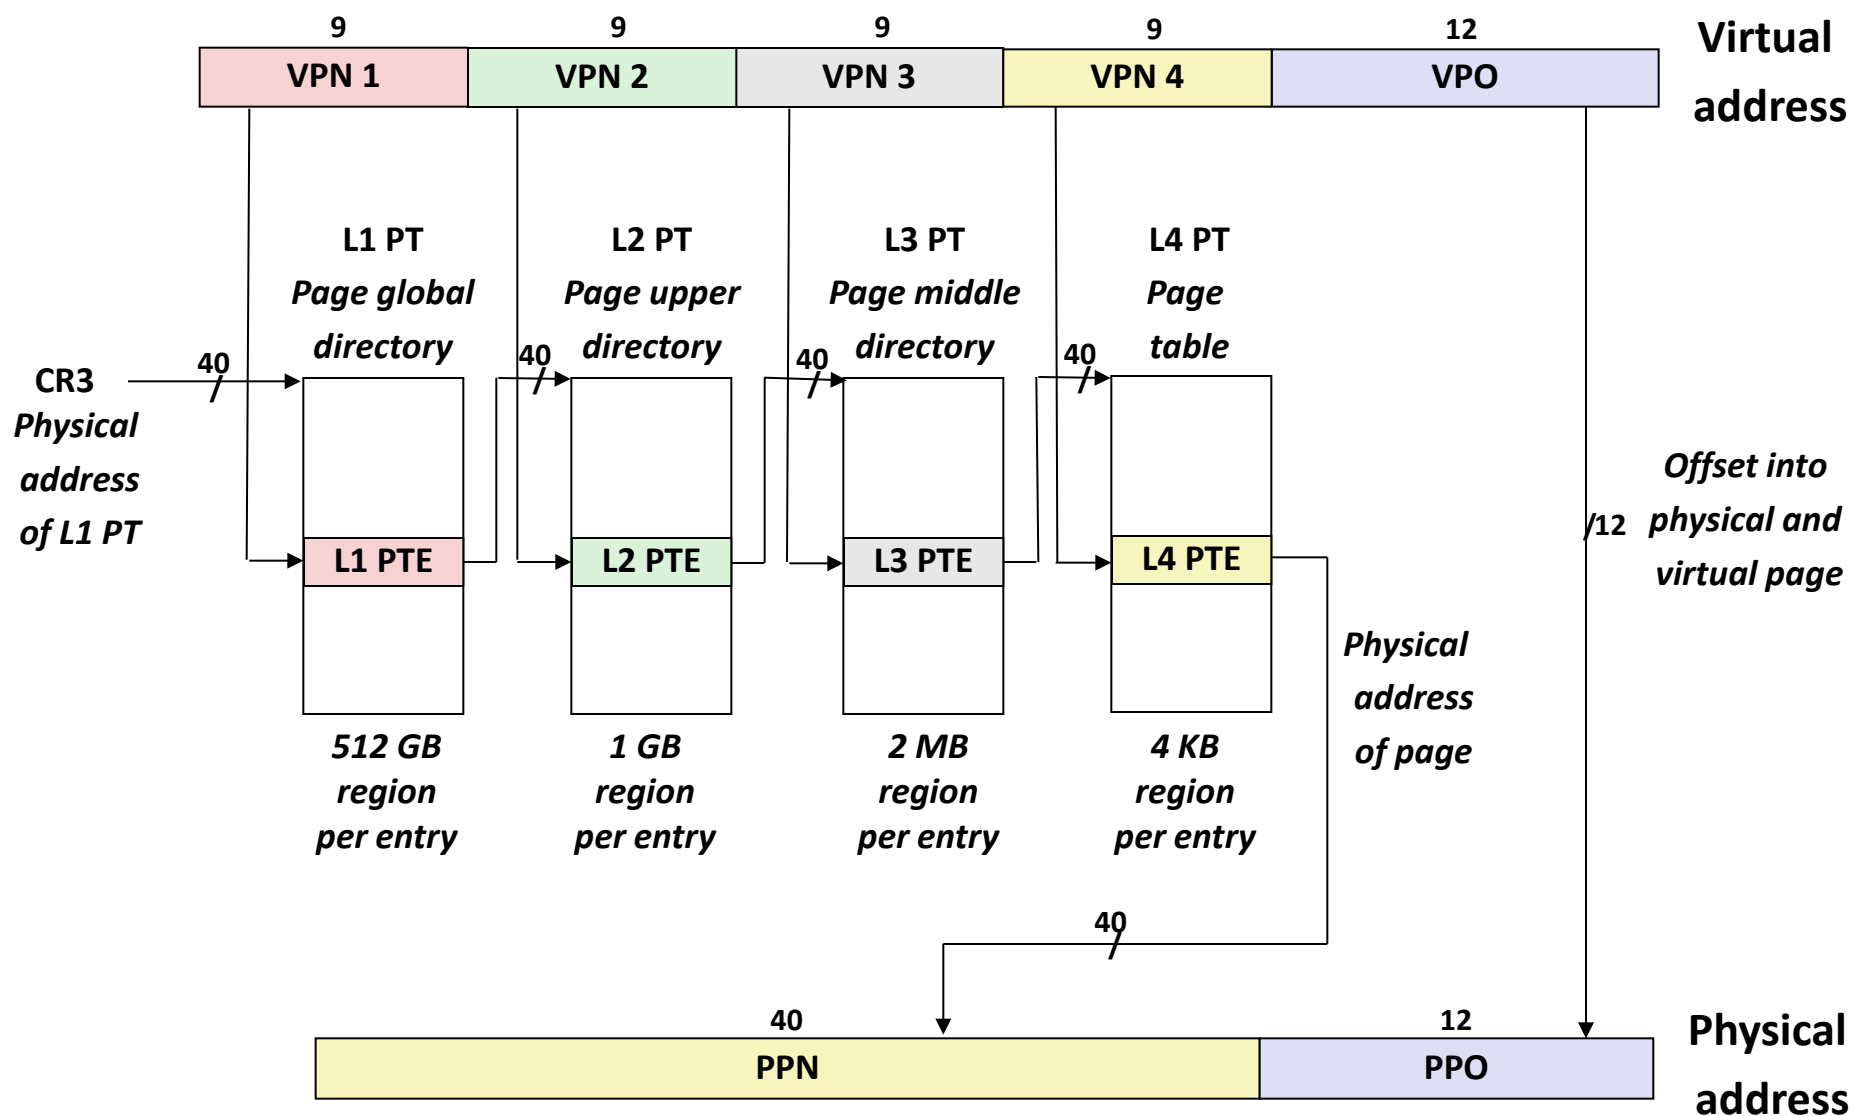 9 9 9 9 12
VPN 1 VPN 2 VPN 3 VPN 4 VPO
Virtual
address
L1 PT
Page global
directory
L2 PT
Page upper
directory
L3 PT
Page middle
directory
L4 PT
Page
table
CR3
Physical
address
of L1 PT
40
40
40
40
L1 PTE
L2 PTE
L3 PTE
L4 PTE
/12
Offset into
physical and
virtual page
512 GB
region
per entry
1 GB
region
per entry
2 MB
region
per entry
4 KB
region
per entry
Physical
address
of page
40
40 12
PPN PPO
Physical
address